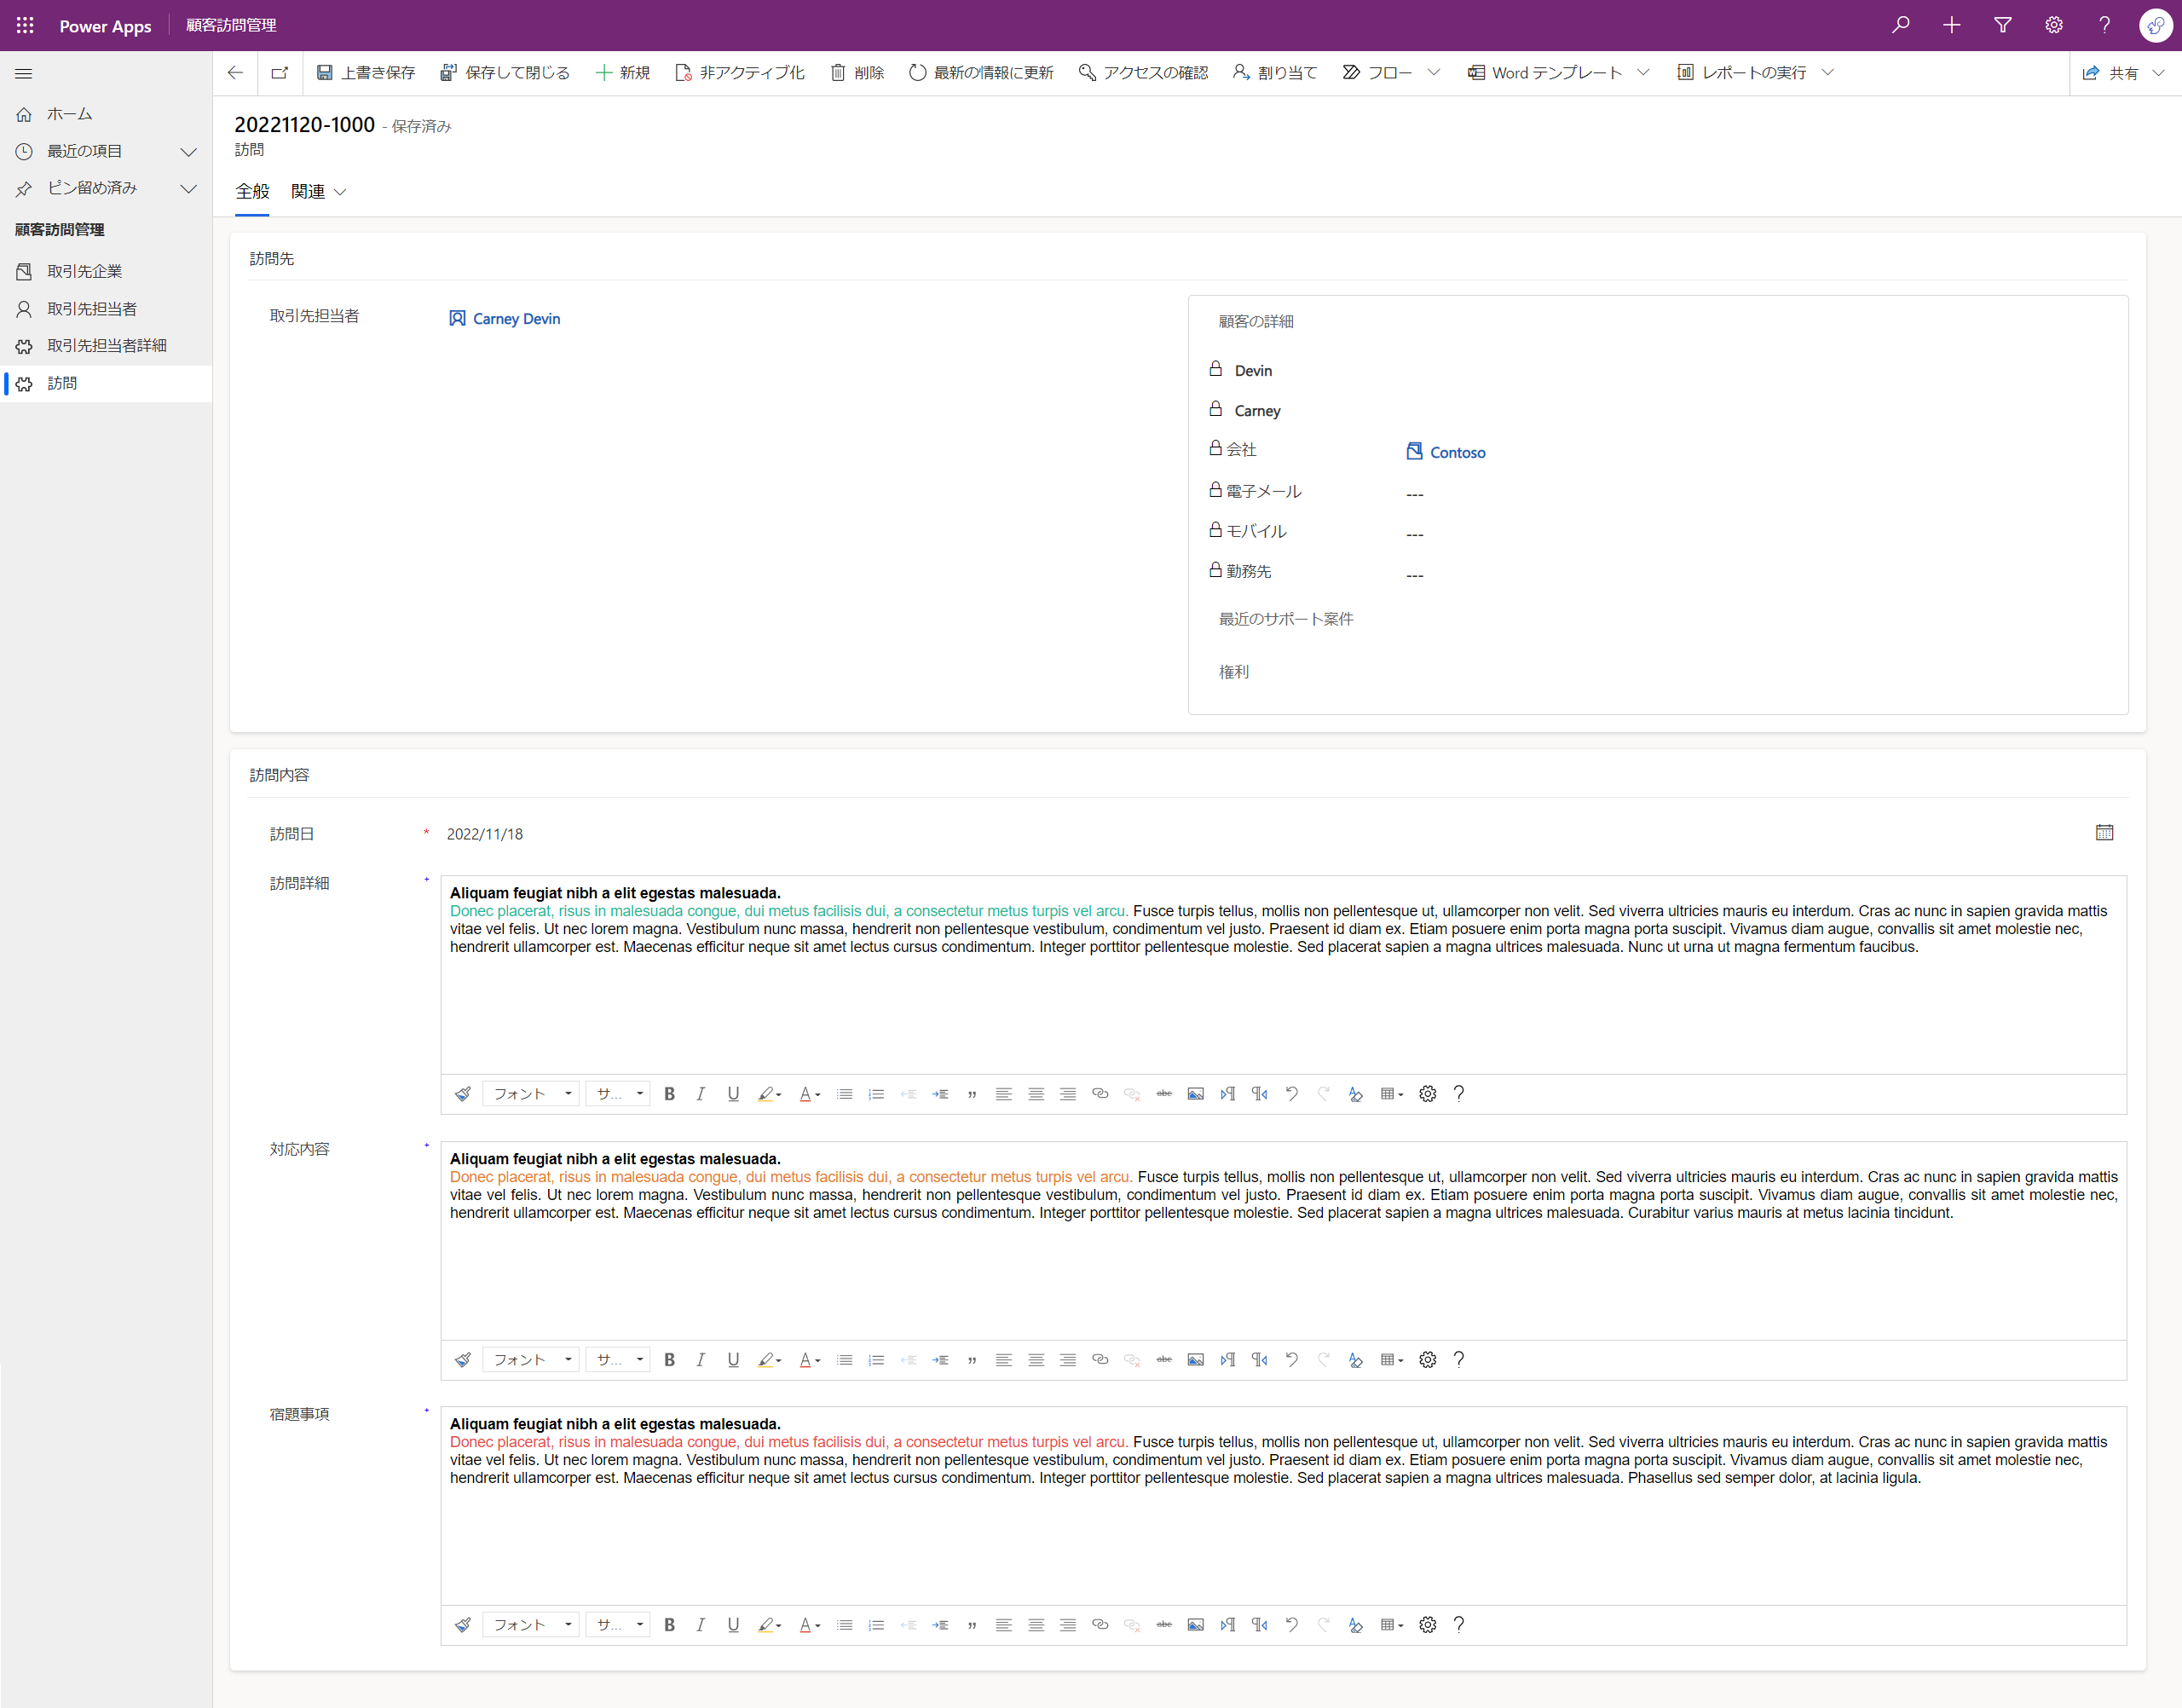 Power Apps
顧客訪問管理
上書き保存 保存して閉じる 新規 非アクティブ化 削除 最新の情報に更新 アクセスの確認 割り当て フロー Word テンプレート レポートの実行 共有
ホーム
最近の項目
ピン留め済み
顧客訪問管理
取引先企業
取引先担当者
取引先担当者詳細
訪問
20221120-1000 - 保存済み
訪問
全般 関連
訪問先
取引先担当者 Carney Devin
顧客の詳細
Devin
Carney
会社 Contoso
電子メール ---
モバイル ---
勤務先 ---
最近のサポート案件
権利
訪問内容
訪問日 * 2022/11/18
訪問詳細 +
Aliquam feugiat nibh a elit egestas malesuada.
Donec placerat, risus in malesuada congue, dui metus facilisis dui, a consectetur metus turpis vel arcu. Fusce turpis tellus, mollis non pellentesque ut, ullamcorper non velit. Sed viverra ultricies mauris eu interdum. Cras ac nunc in sapien gravida mattis
vitae vel felis. Ut nec lorem magna. Vestibulum nunc massa, hendrerit non pellentesque vestibulum, condimentum vel justo. Praesent id diam ex. Etiam posuere enim porta magna porta suscipit. Vivamus diam augue, convallis sit amet molestie nec,
hendrerit ullamcorper est. Maecenas efficitur neque sit amet lectus cursus condimentum. Integer porttitor pellentesque molestie. Sed placerat sapien a magna ultrices malesuada. Nunc ut urna ut magna fermentum faucibus.
フォント サ... B I U A abc
対応内容 +
Aliquam feugiat nibh a elit egestas malesuada.
Donec placerat, risus in malesuada congue, dui metus facilisis dui, a consectetur metus turpis vel arcu. Fusce turpis tellus, mollis non pellentesque ut, ullamcorper non velit. Sed viverra ultricies mauris eu interdum. Cras ac nunc in sapien gravida mattis
vitae vel felis. Ut nec lorem magna. Vestibulum nunc massa, hendrerit non pellentesque vestibulum, condimentum vel justo. Praesent id diam ex. Etiam posuere enim porta magna porta suscipit. Vivamus diam augue, convallis sit amet molestie nec,
hendrerit ullamcorper est. Maecenas efficitur neque sit amet lectus cursus condimentum. Integer porttitor pellentesque molestie. Sed placerat sapien a magna ultrices malesuada. Curabitur varius mauris at metus lacinia tincidunt.
フォント サ... B I U A abc
宿題事項 +
Aliquam feugiat nibh a elit egestas malesuada.
Donec placerat, risus in malesuada congue, dui metus facilisis dui, a consectetur metus turpis vel arcu. Fusce turpis tellus, mollis non pellentesque ut, ullamcorper non velit. Sed viverra ultricies mauris eu interdum. Cras ac nunc in sapien gravida mattis
vitae vel felis. Ut nec lorem magna. Vestibulum nunc massa, hendrerit non pellentesque vestibulum, condimentum vel justo. Praesent id diam ex. Etiam posuere enim porta magna porta suscipit. Vivamus diam augue, convallis sit amet molestie nec,
hendrerit ullamcorper est. Maecenas efficitur neque sit amet lectus cursus condimentum. Integer porttitor pellentesque molestie. Sed placerat sapien a magna ultrices malesuada. Phasellus sed semper dolor, at lacinia ligula.
フォント サ... B I U A abc